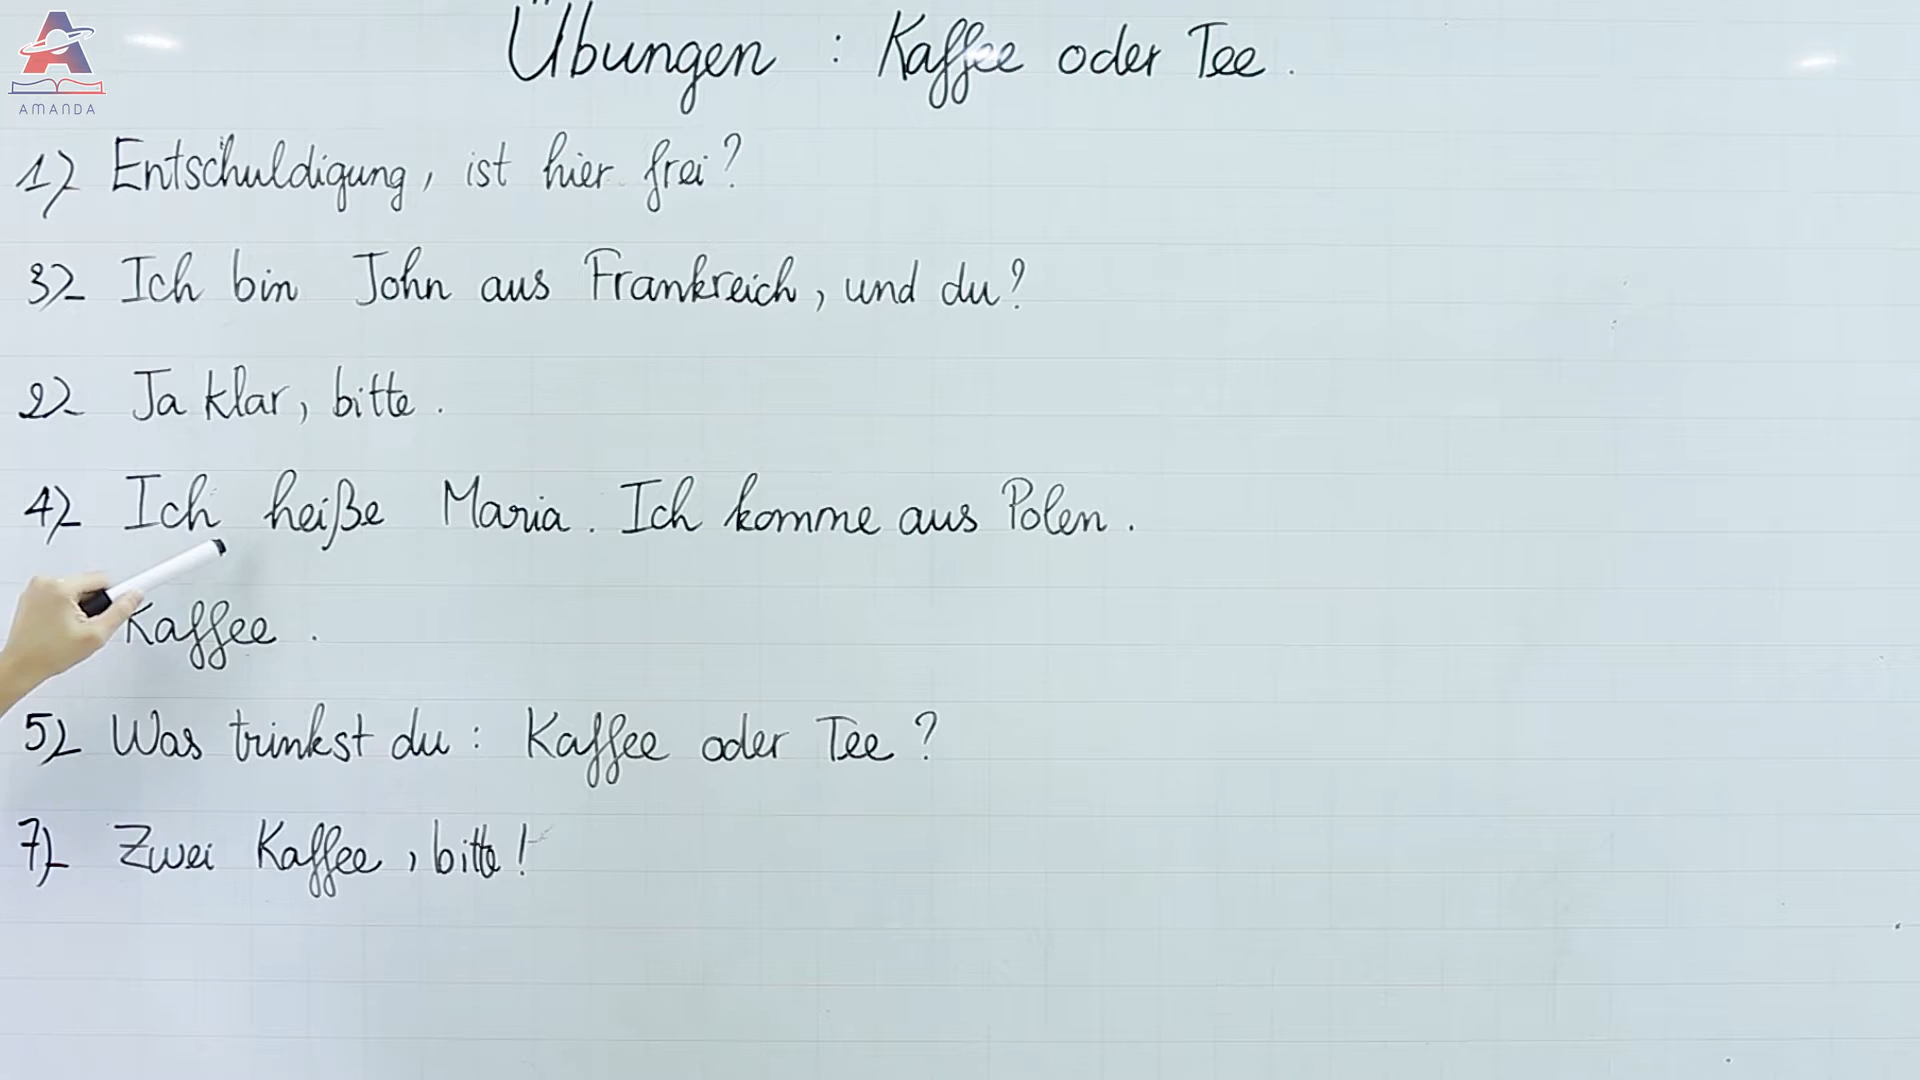 AMANDA
Übungen : Kaffee oder Tee .
1) Entschuldigung, ist hier frei?
3) Ich bin John aus Frankreich, und du?
2) Ja klar, bitte .
4) Ich heiße Maria. Ich komme aus Polen.
Kaffee .
5) Was trinkst du : Kaffee oder Tee ?
7) Zwei Kaffee, bitte !